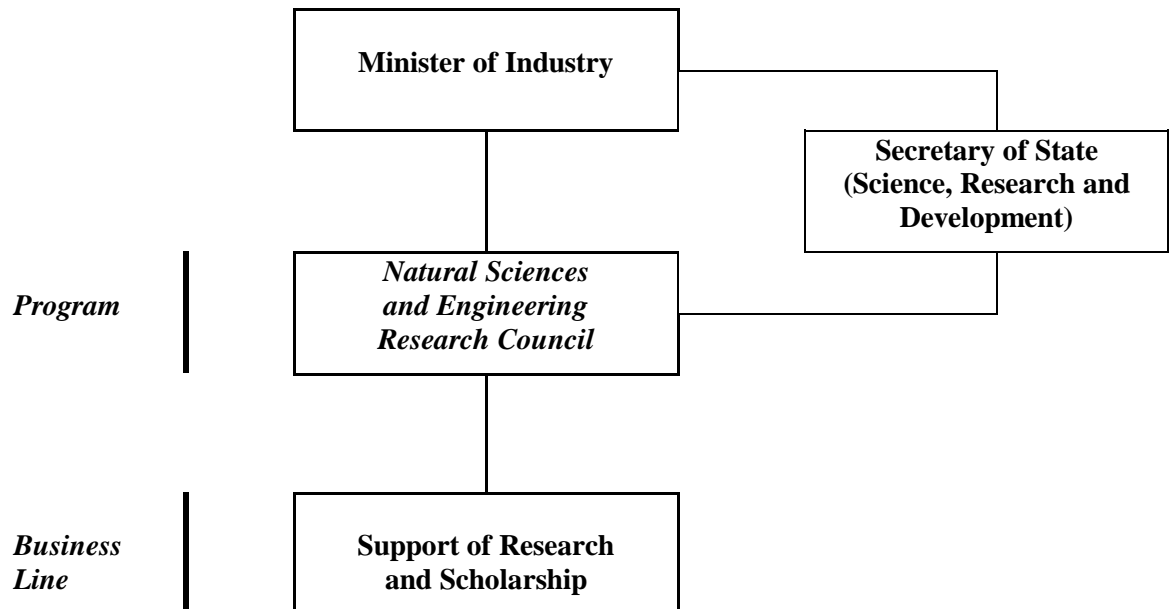 Minister of Industry
Secretary of State
(Science, Research and
Development)
Program
Natural Sciences
and Engineering
Research Council
Business
Line
Support of Research
and Scholarship